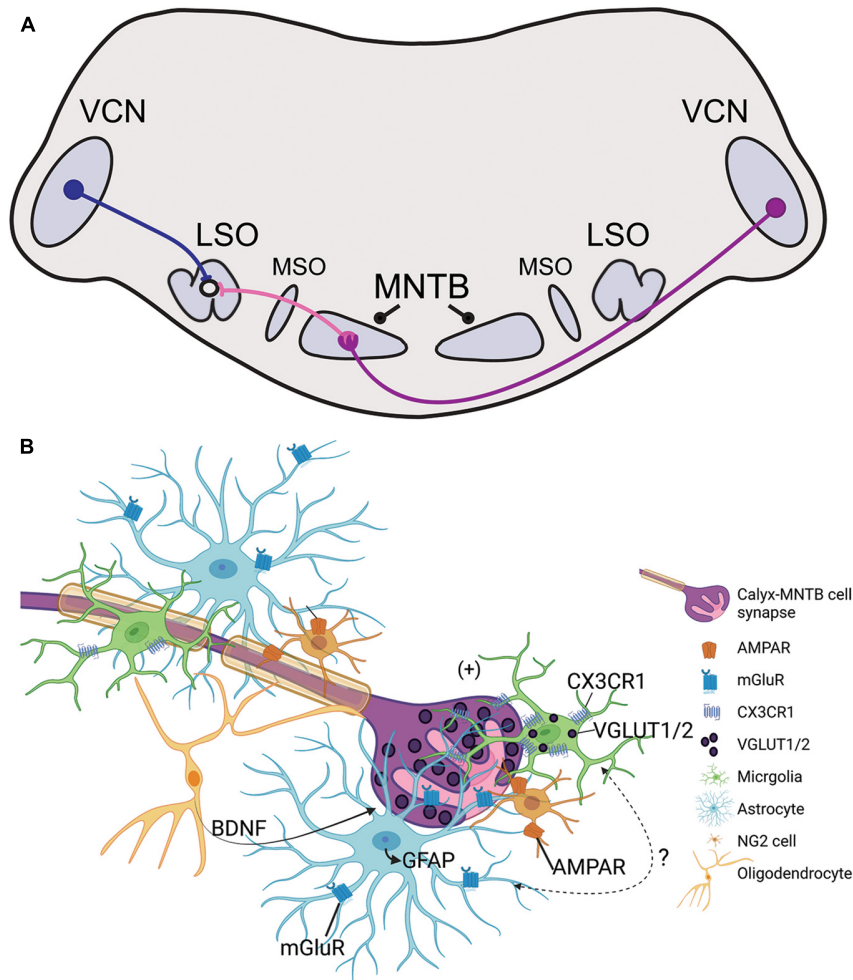 A
VCN
VCN
LSO
LSO
MSO
MSO
MNTB
B
(+)
CX3CR1
VGLUT1/2
BDNF
GFAP
AMPAR
?
mGluR
Calyx-MNTB cell
synapse
AMPAR
mGluR
CX3CR1
VGLUT1/2
Micrgolia
Astrocyte
NG2 cell
Oligodendrocyte